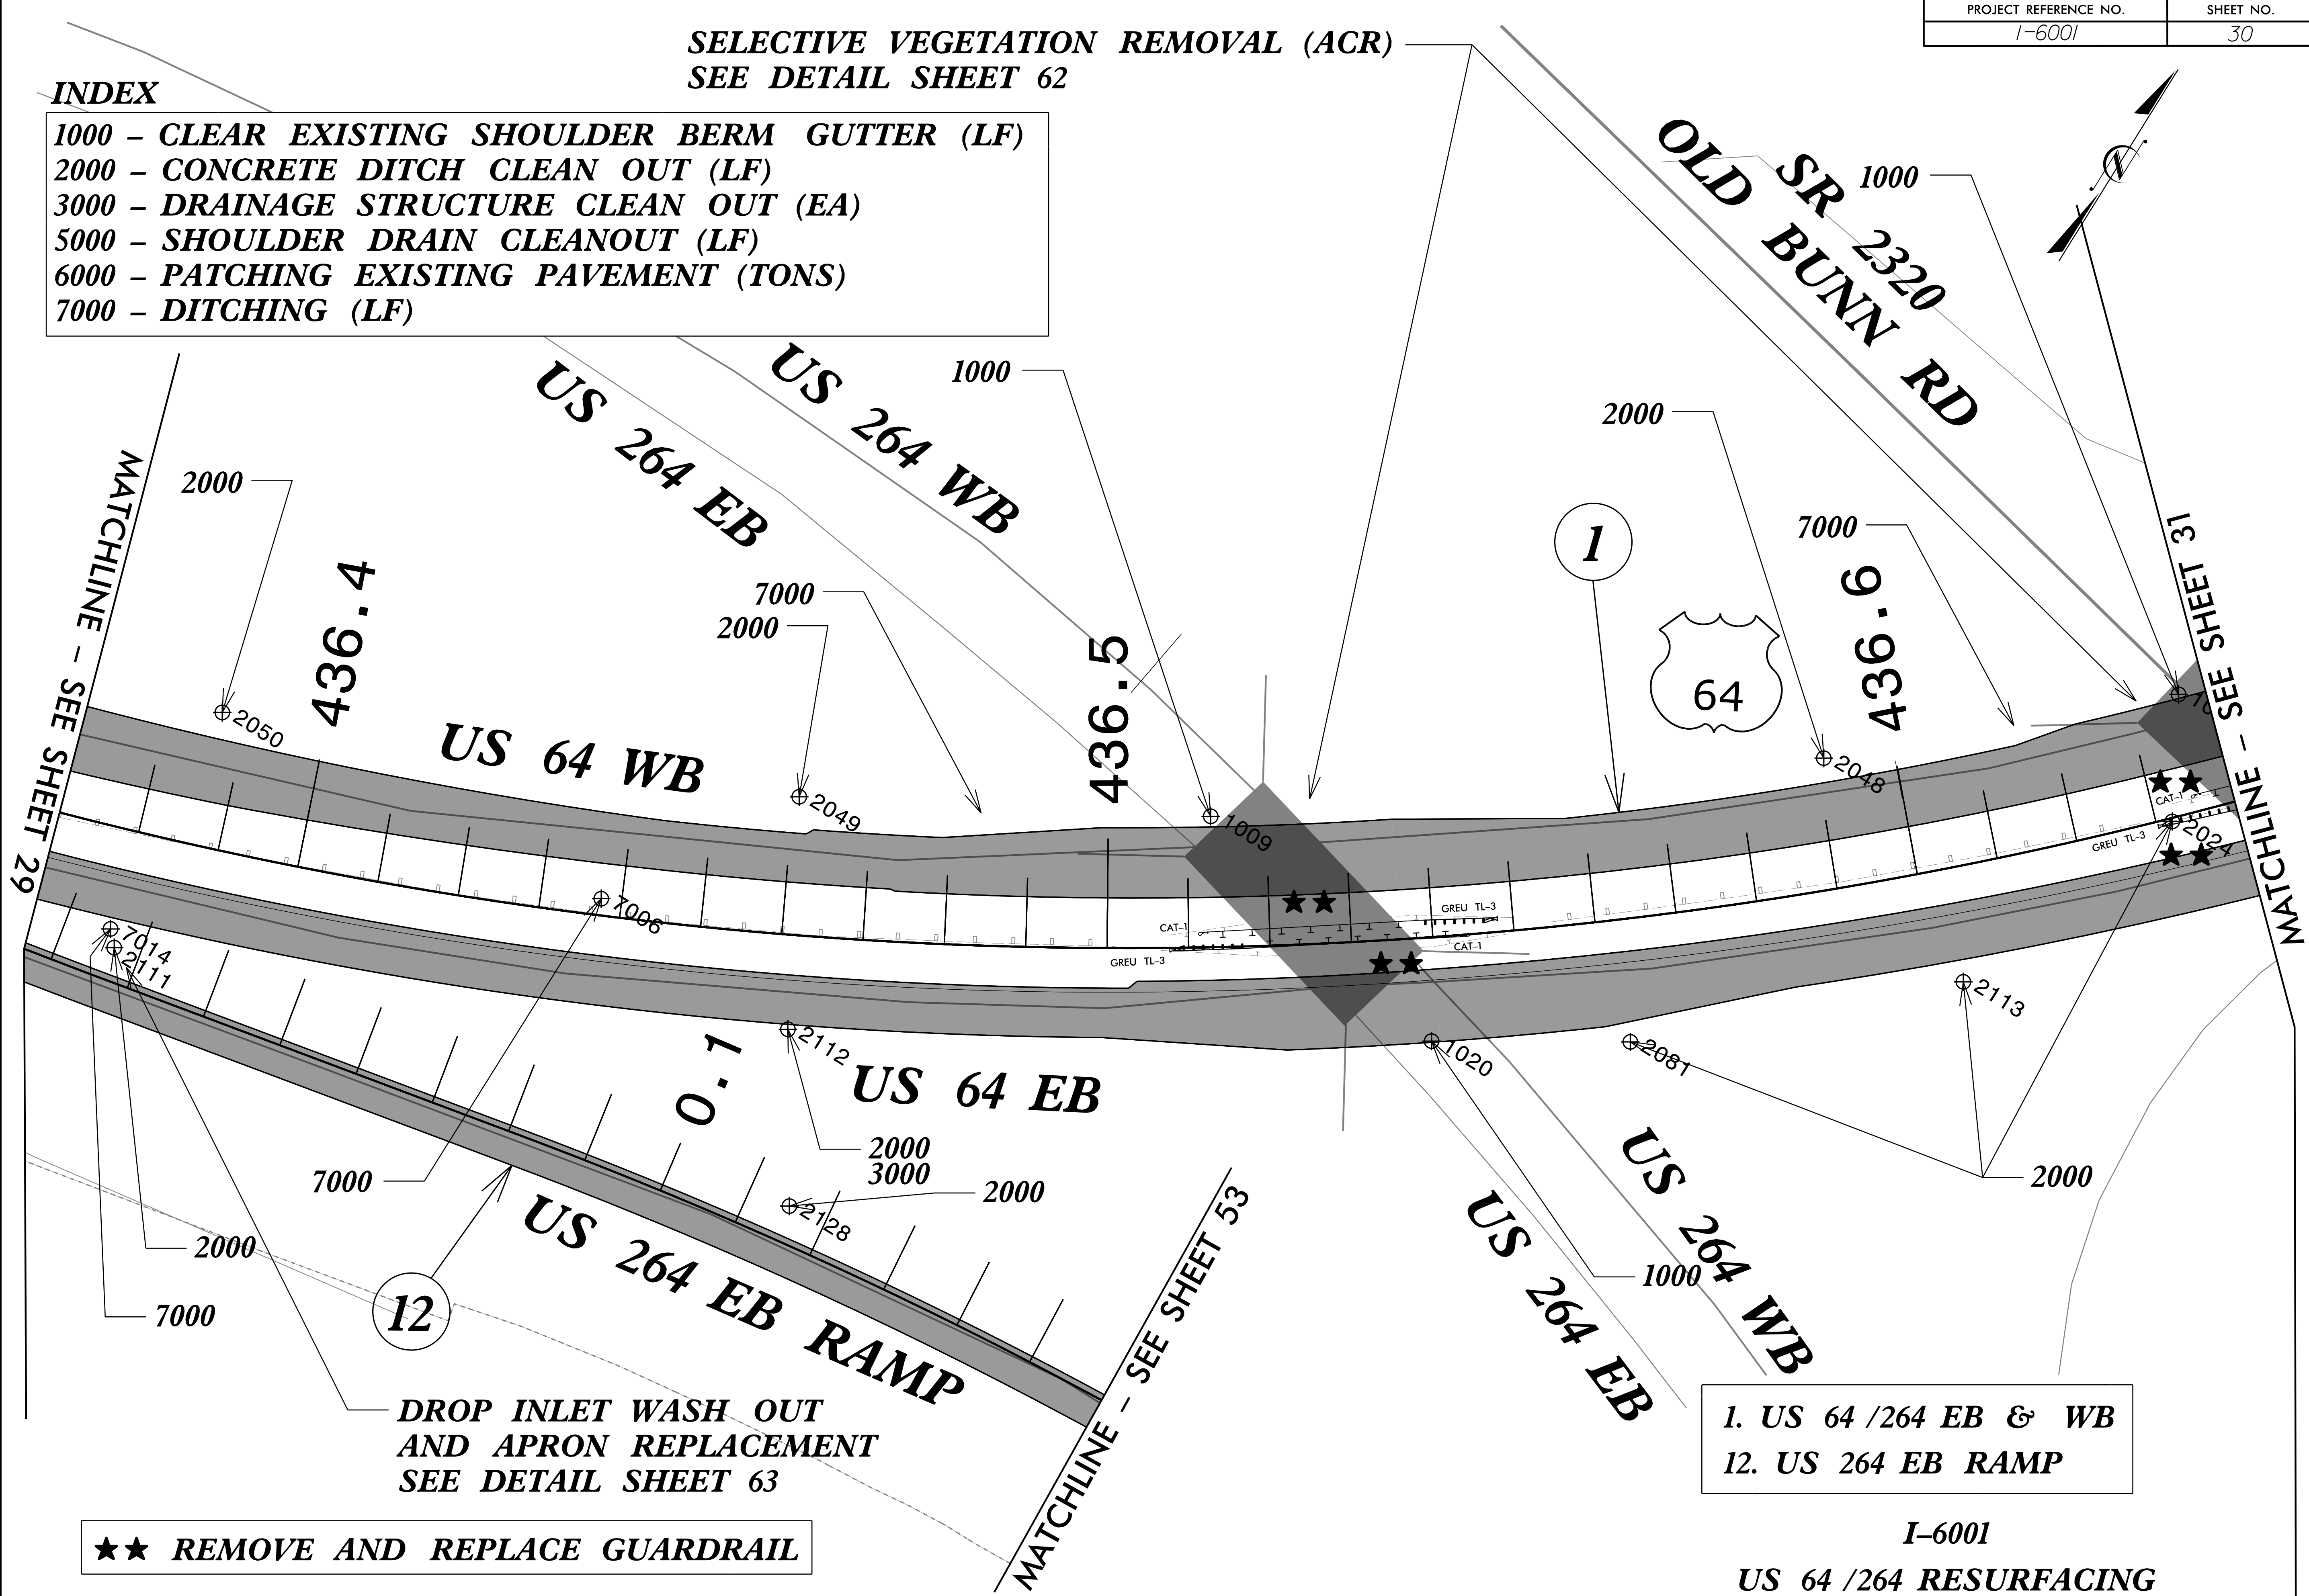 PROJECT REFERENCE NO.
SHEET NO.
I-6001
30
SELECTIVE VEGETATION REMOVAL (ACR)
SEE DETAIL SHEET 62
INDEX
1000 – CLEAR EXISTING SHOULDER BERM GUTTER (LF)
2000 – CONCRETE DITCH CLEAN OUT (LF)
3000 – DRAINAGE STRUCTURE CLEAN OUT (EA)
5000 – SHOULDER DRAIN CLEANOUT (LF)
6000 – PATCHING EXISTING PAVEMENT (TONS)
7000 – DITCHING (LF)
N
SR 2320
OLD BUNN RD
1000
US 264 WB
US 264 EB
1000
2000
7000
1
2000
7000
2000
MATCHLINE – SEE SHEET 29
MATCHLINE – SEE SHEET 31
436.4
436.5
436.6
64
2050
2049
1009
2048
10
US 64 WB
7006
7014
2111
CAT-1
GREU TL-3
GREU TL-3
CAT-1
CAT-1
GREU TL-3
2024
2112
1020
2081
2113
0.1
US 64 EB
2000
3000
2000
2128
7000
2000
7000
2000
1000
12
US 264 EB RAMP
US 264 WB
US 264 EB
MATCHLINE – SEE SHEET 53
MATCHLINE – SEE SHEET
DROP INLET WASH OUT
AND APRON REPLACEMENT
SEE DETAIL SHEET 63
★★ REMOVE AND REPLACE GUARDRAIL
1. US 64 /264 EB & WB
12. US 264 EB RAMP
I–6001
US 64 /264 RESURFACING